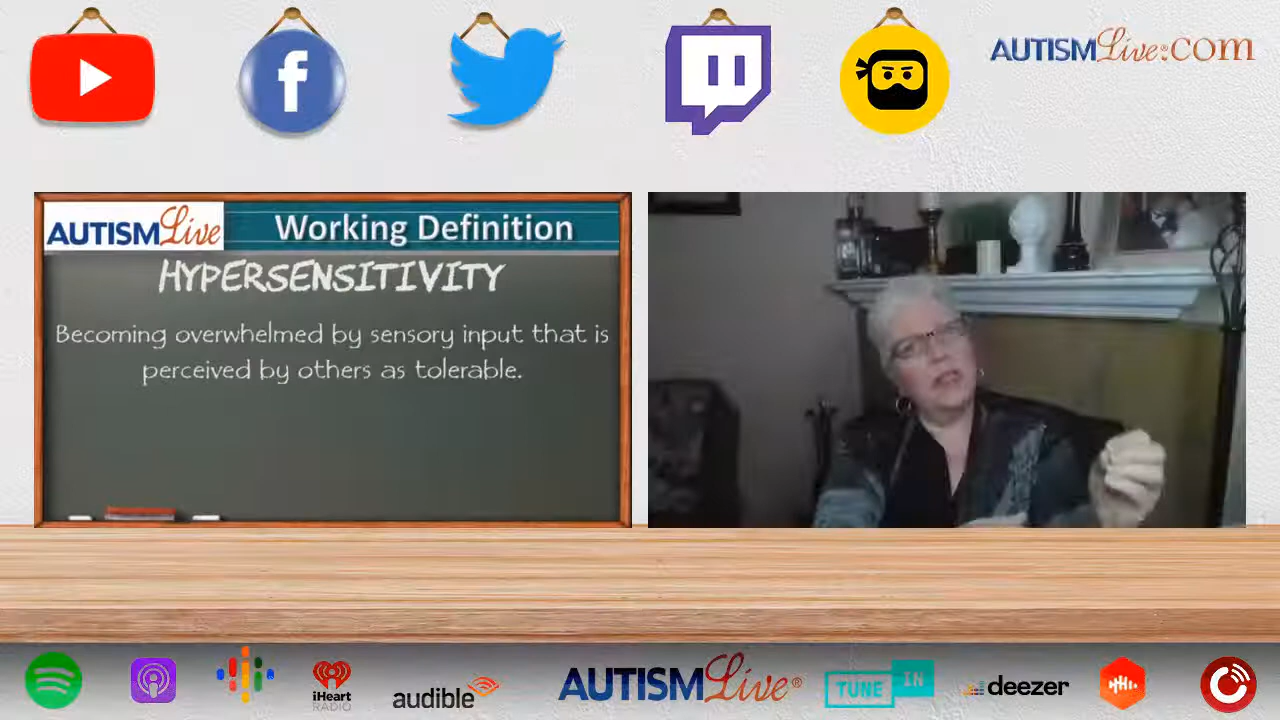 AUTISMLive.com
AUTISMLive
Working Definition
HYPERSENSITIVITY
Becoming overwhelmed by sensory input that is
perceived by others as tolerable.
iHeart
RADIO
audible
AUTISMLive®
TUNE IN
deezer